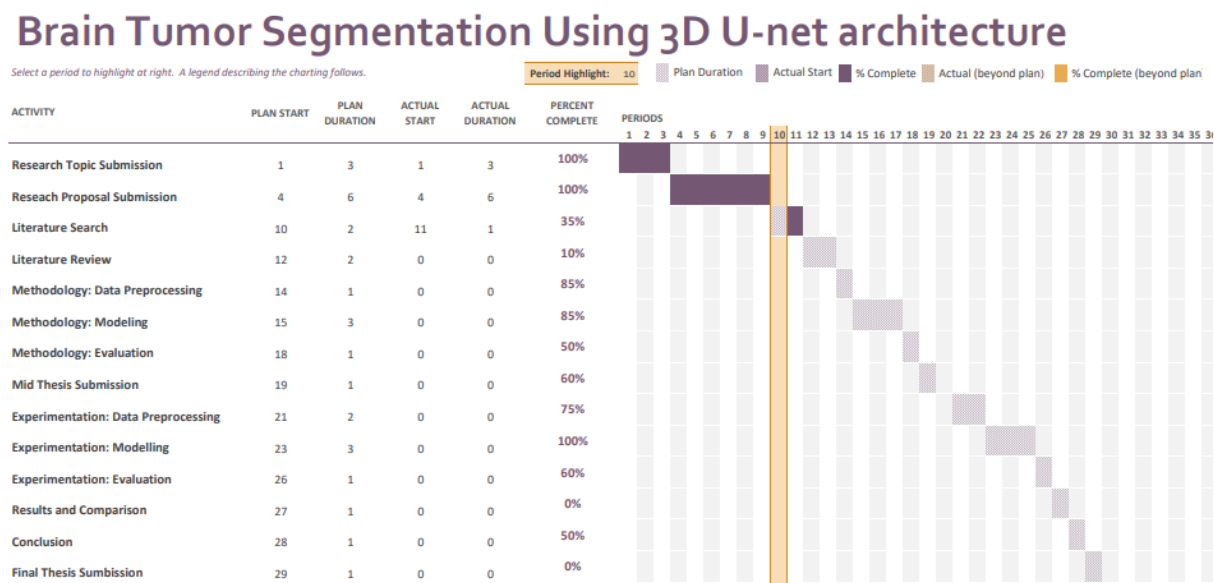 Brain Tumor Segmentation Using 3D U-net architecture
Select a period to highlight at right. A legend describing the charting follows.
Period Highlight: 10 Plan Duration Actual Start % Complete Actual (beyond plan) % Complete (beyond plan
ACTIVITY PLAN START PLAN DURATION ACTUAL START ACTUAL DURATION PERCENT COMPLETE PERIODS
1 2 3 4 5 6 7 8 9 10 11 12 13 14 15 16 17 18 19 20 21 22 23 24 25 26 27 28 29 30 31 32 33 34 35 36
Research Topic Submission 1 3 1 3 100%
Reseach Proposal Submission 4 6 4 6 100%
Literature Search 10 2 11 1 35%
Literature Review 12 2 0 0 10%
Methodology: Data Preprocessing 14 1 0 0 85%
Methodology: Modeling 15 3 0 0 85%
Methodology: Evaluation 18 1 0 0 50%
Mid Thesis Submission 19 1 0 0 60%
Experimentation: Data Preprocessing 21 2 0 0 75%
Experimentation: Modelling 23 3 0 0 100%
Experimentation: Evaluation 26 1 0 0 60%
Results and Comparison 27 1 0 0 0%
Conclusion 28 1 0 0 50%
Final Thesis Sumbission 29 1 0 0 0%